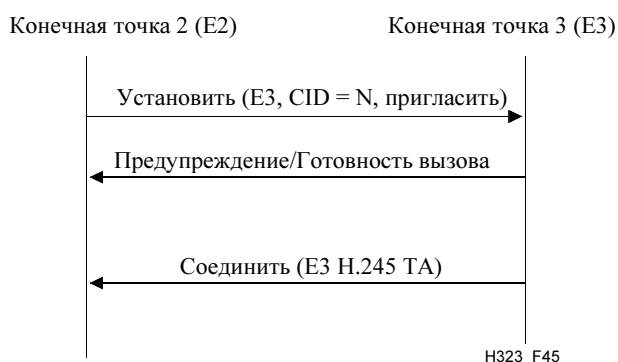 Конечная точка 2 (E2) Конечная точка 3 (E3)
Установить (E3, CID = N, пригласить)
Предупреждение/Готовность вызова
Соединить (E3 H.245 TA)
H323_F45